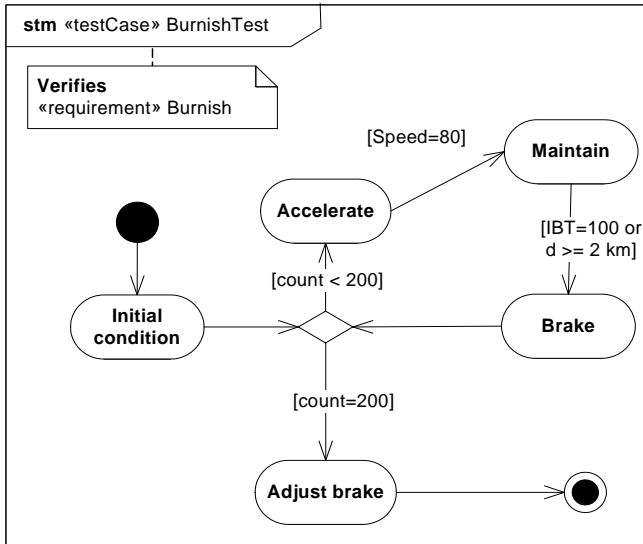 stm «testCase» BurnishTest
Verifies
«requirement» Burnish
[Speed=80]
Maintain
Accelerate
[IBT=100 or
d >= 2 km]
[count < 200]
Initial
condition
Brake
[count=200]
Adjust brake